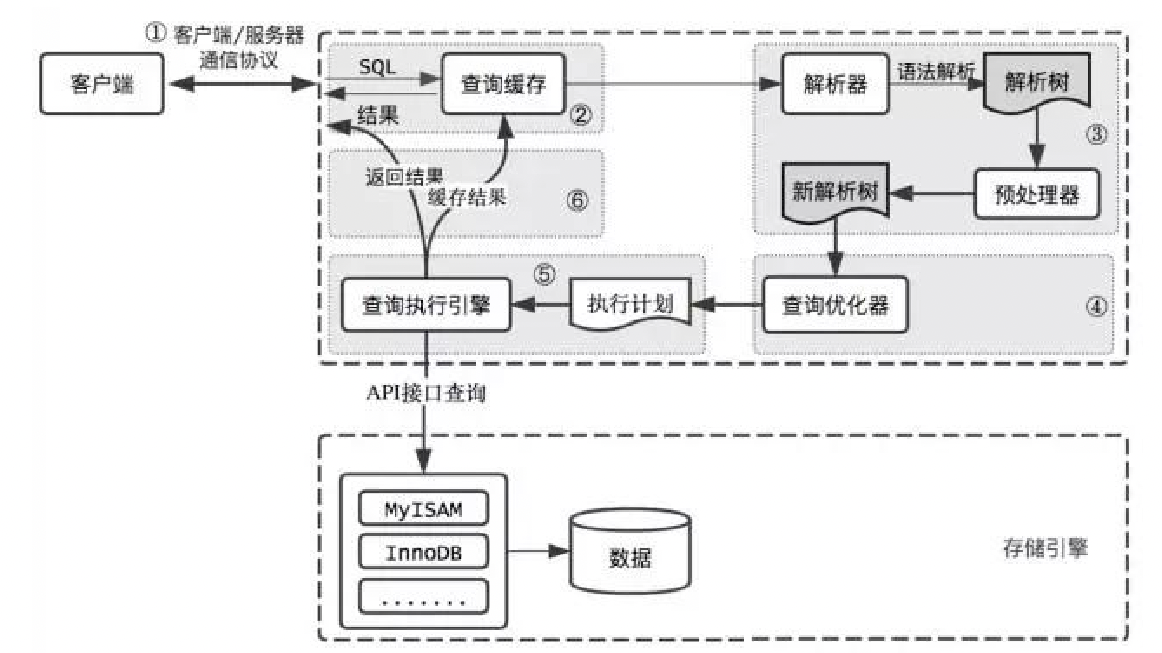 ① 客户端/服务器
通信协议
客户端
SQL
查询缓存
结果
②
解析器
语法解析
解析树
③
返回结果
缓存结果
⑥
新解析树
预处理器
⑤
查询执行引擎
执行计划
查询优化器
④
API接口查询
MyISAM
InnoDB
.......
数据
存储引擎